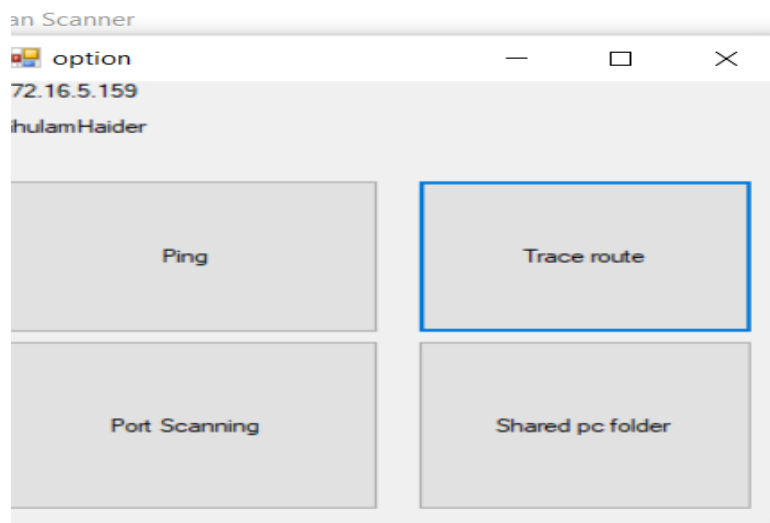 an Scanner
option
72.16.5.159
hulamHaider
Ping Trace route
Port Scanning Shared pc folder